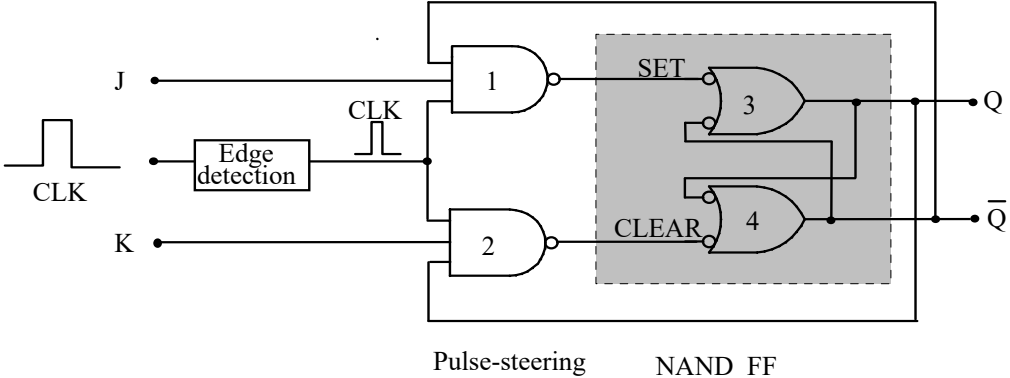 J
1
SET
3
Q
CLK
Edge
detection
CLK
K
2
CLEAR
4
Q̅
Pulse-steering
NAND FF